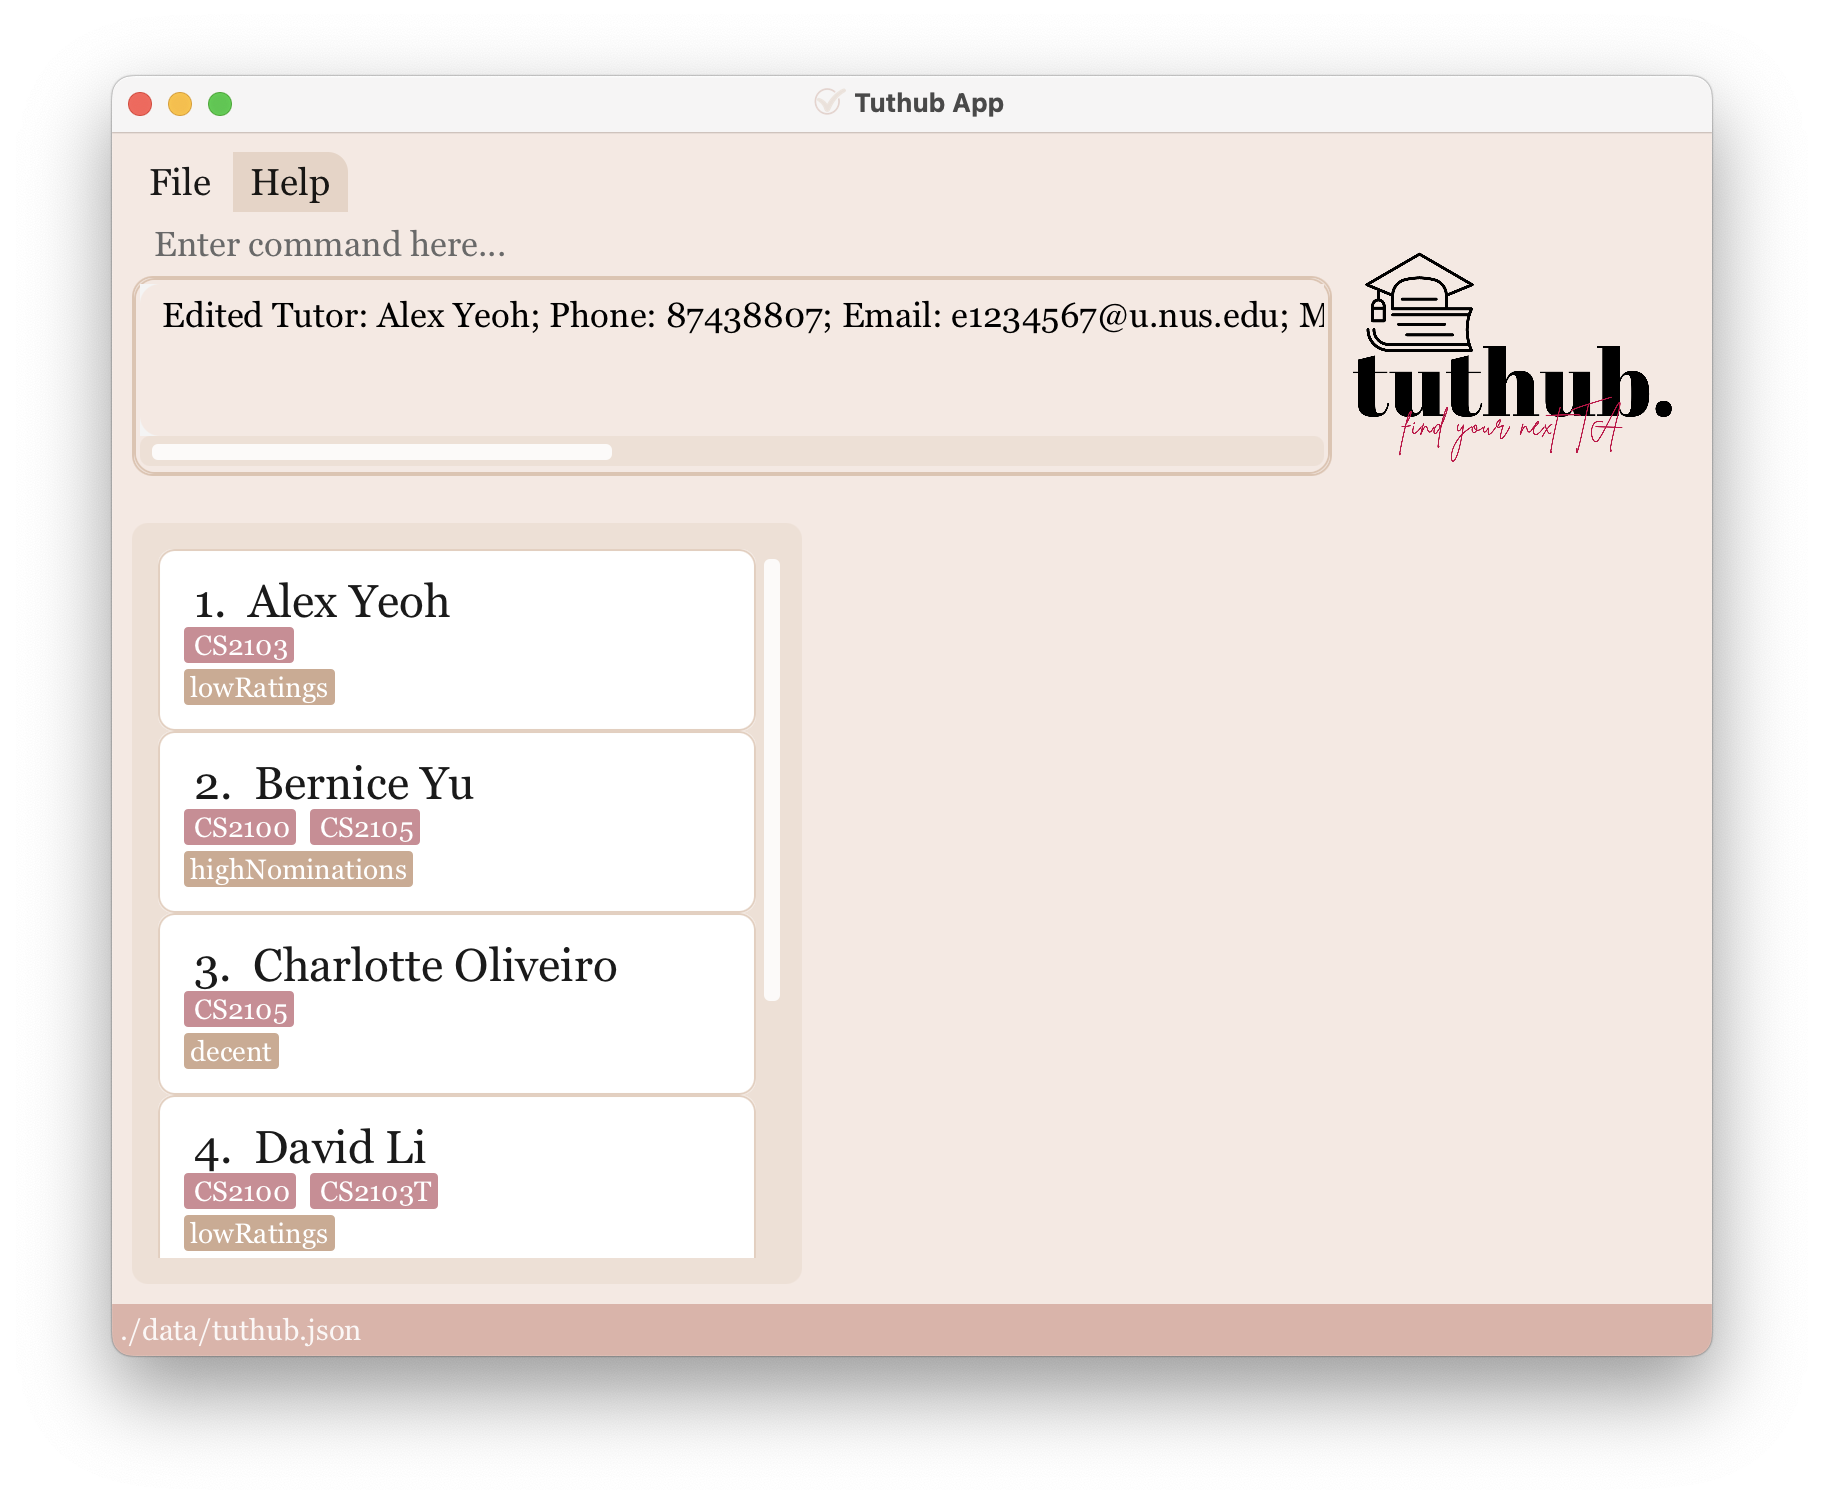 Tuthub App
File Help
Enter command here...
Edited Tutor: Alex Yeoh; Phone: 87438807; Email: e1234567@u.nus.edu; M
tuthub.
find your next TA
1. Alex Yeoh
CS2103
lowRatings
2. Bernice Yu
CS2100 CS2105
highNominations
3. Charlotte Oliveiro
CS2105
decent
4. David Li
CS2100 CS2103T
lowRatings
./data/tuthub.json